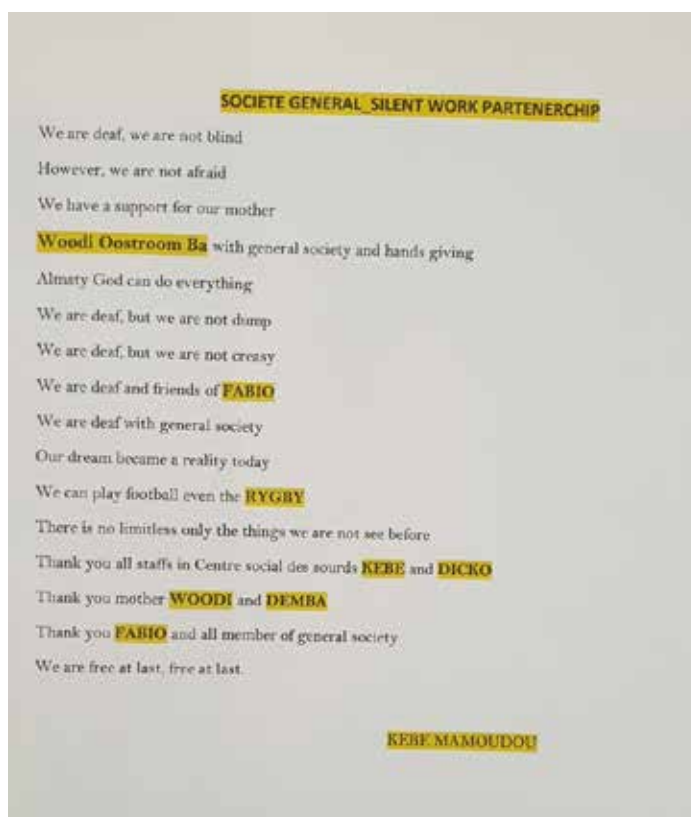 SOCIETE GENERAL_SILENT WORK PARTENERCHIP
We are deaf, we are not blind
However, we are not afraid
We have a support for our mother
Woodi Oostroom Ba with general society and hands giving
Almaty God can do everything
We are deaf, but we are not dump
We are deaf, but we are not creasy
We are deaf and friends of FABIO
We are deaf with general society
Our dream became a reality today
We can play football even the RYGBY
There is no limitless only the things we are not see before
Thank you all staffs in Centre social des sourds KEBE and DICKO
Thank you mother WOODI and DEMBA
Thank you FABIO and all member of general society
We are free at last, free at last.
KEBE MAMOUDOU